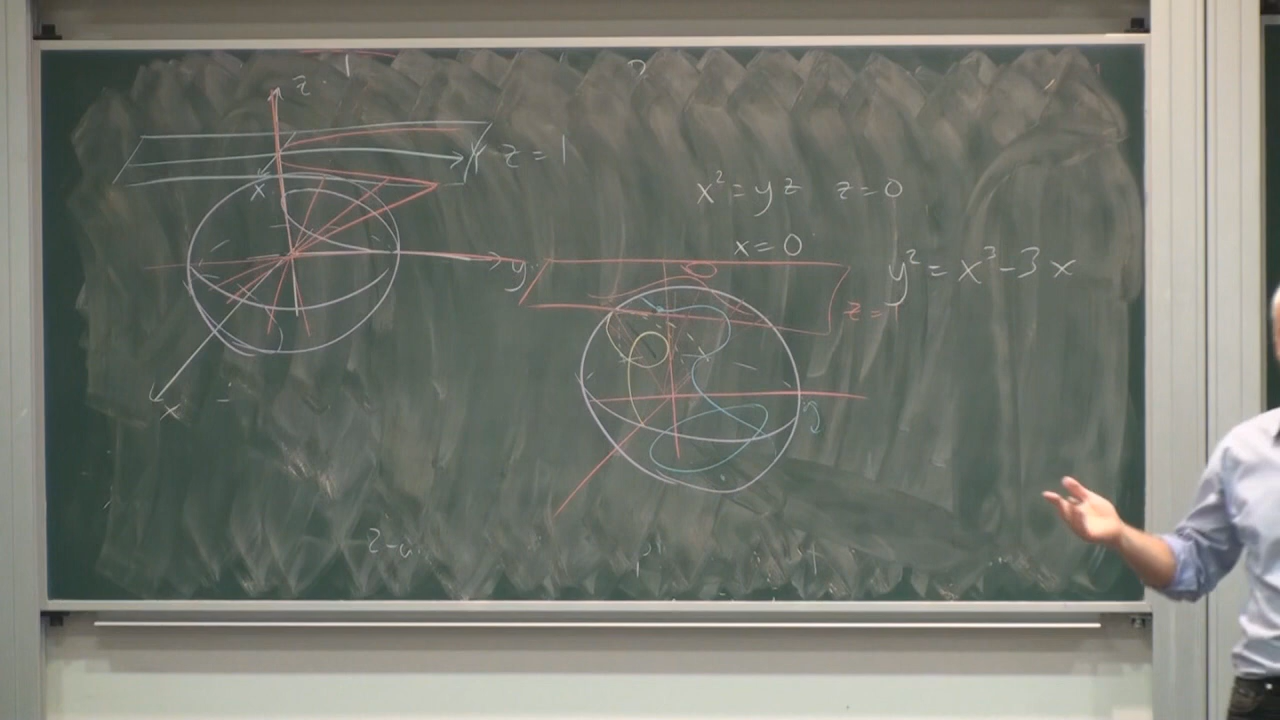 z
y z = 1
x
y
x
x² = yz z = 0
x = 0
y² = x³ - 3x
z = 1